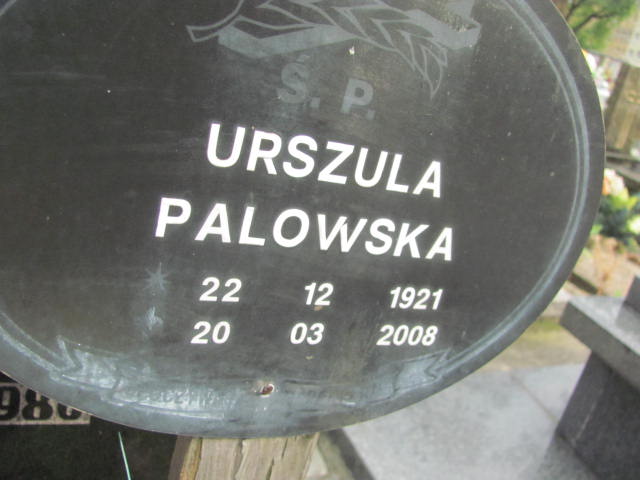 Ś. P.
URSZULA
PALOWSKA
22 12 1921
20 03 2008